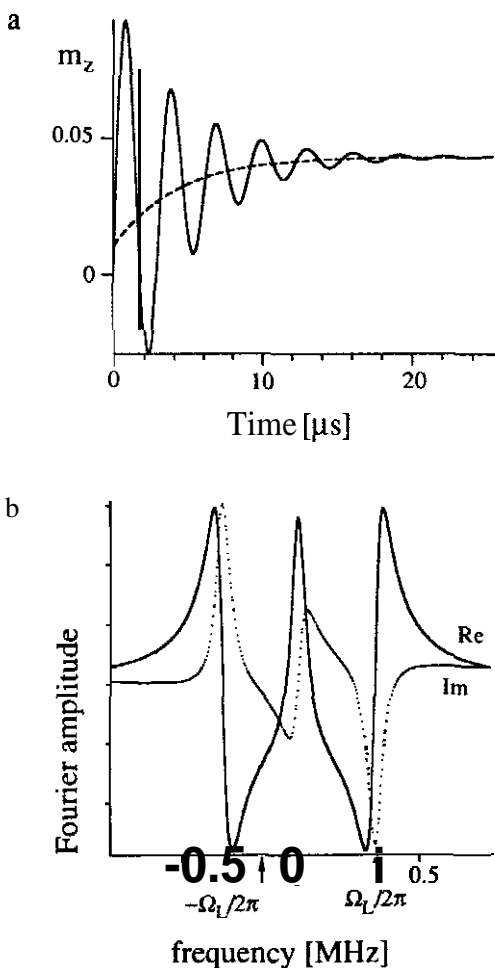 a
m_z
0.05
0
0 10 20
Time [µs]
b
Fourier amplitude
Re
Im
-0.5 0 0.5
-Ω_L/2π Ω_L/2π
frequency [MHz]